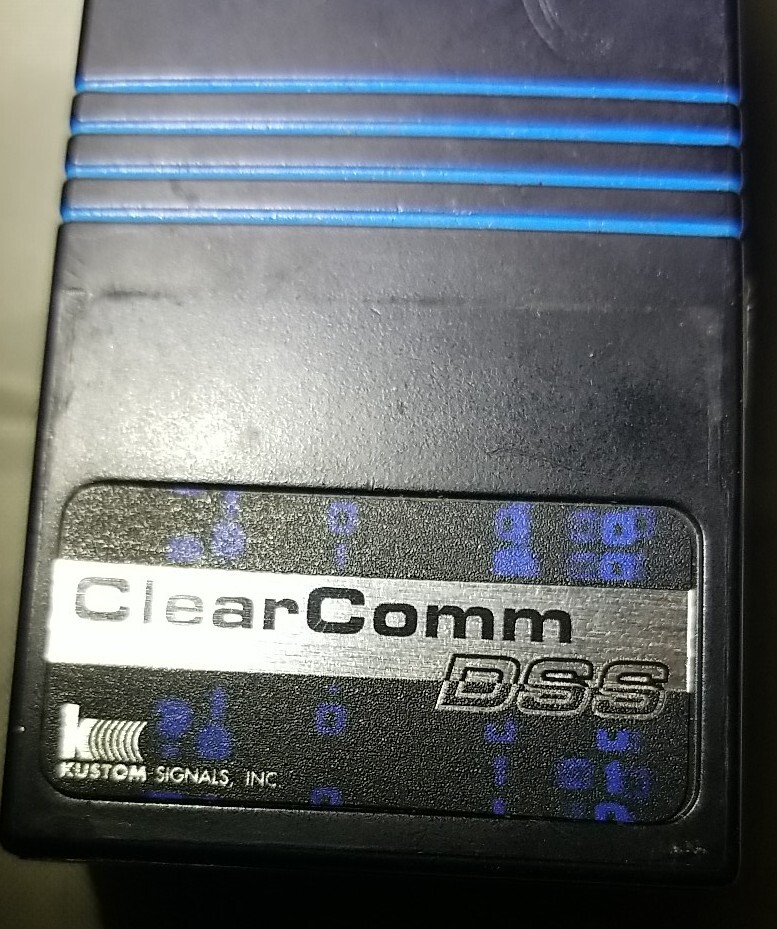 ClearComm
DSS
k
KUSTOM SIGNALS, INC.